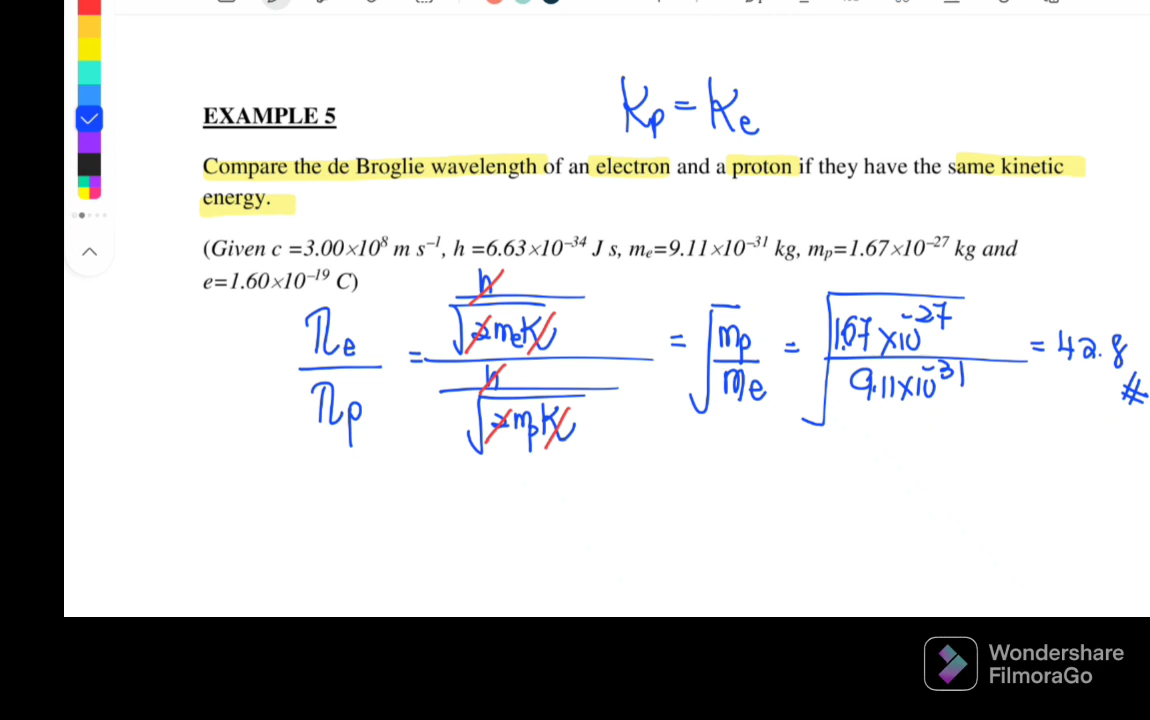 Kp = Ke
EXAMPLE 5
Compare the de Broglie wavelength of an electron and a proton if they have the same kinetic
energy.
(Given c =3.00×10⁸ m s⁻¹, h =6.63×10⁻³⁴ J s, mₑ=9.11×10⁻³¹ kg, mₚ=1.67×10⁻²⁷ kg and
e=1.60×10⁻¹⁹ C)
λe / λp = (h / √(2meK)) / (h / √(2mpK)) = √(mp / me) = √(1.67 ×10⁻²⁷ / 9.11×10⁻³¹) = 42.8 #
Wondershare
FilmoraGo